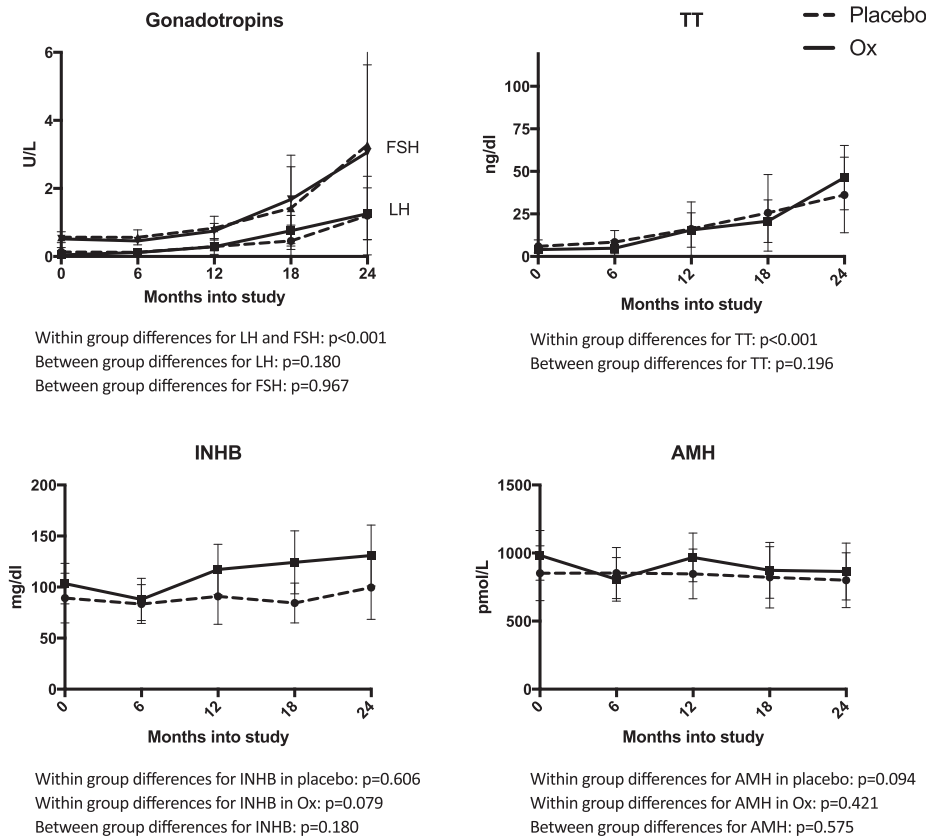 Gonadotropins
6
4
2
0
U/L
FSH
LH
0 6 12 18 24
Months into study
Within group differences for LH and FSH: p<0.001
Between group differences for LH: p=0.180
Between group differences for FSH: p=0.967
TT
Placebo
Ox
100
75
50
25
0
ng/dl
0 6 12 18 24
Months into study
Within group differences for TT: p<0.001
Between group differences for TT: p=0.196
INHB
200
150
100
50
0
mg/dl
0 6 12 18 24
Months into study
Within group differences for INHB in placebo: p=0.606
Within group differences for INHB in Ox: p=0.079
Between group differences for INHB: p=0.180
AMH
1500
1000
500
0
pmol/L
0 6 12 18 24
Months into study
Within group differences for AMH in placebo: p=0.094
Within group differences for AMH in Ox: p=0.421
Between group differences for AMH: p=0.575